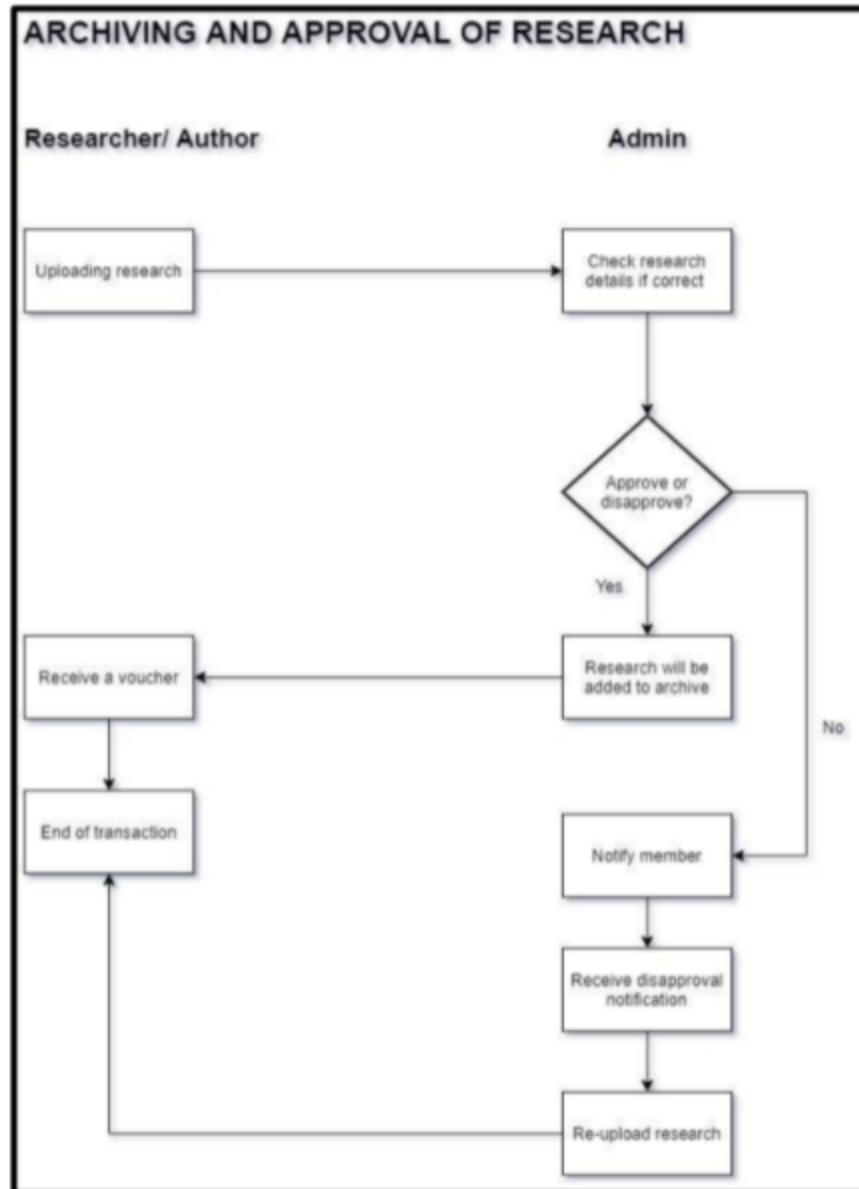 ARCHIVING AND APPROVAL OF RESEARCH
Researcher/ Author
Admin
Uploading research
Check research
details if correct
Approve or
disapprove?
Yes
Receive a voucher
Research will be
added to archive
No
End of transaction
Notify member
Receive disapproval
notification
Re-upload research